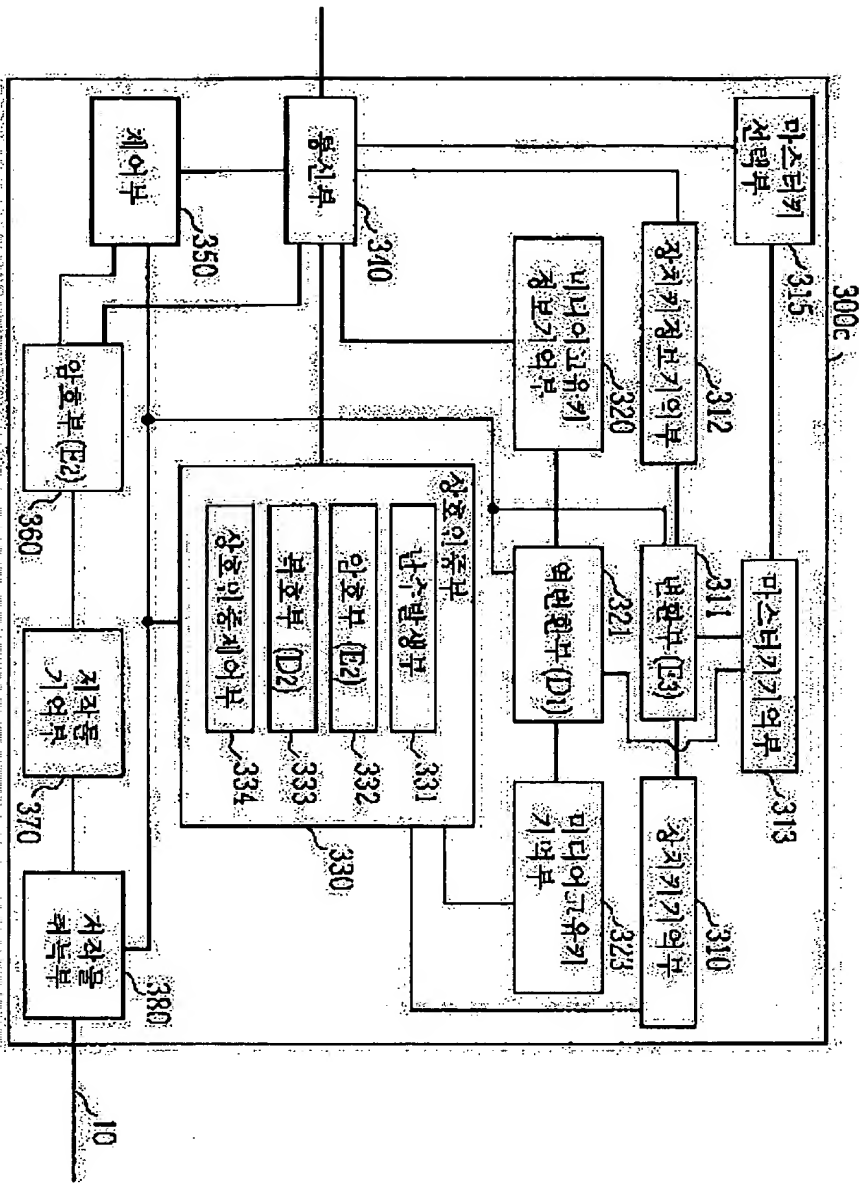 300c
마스터키
선택부
315
마스터키기억부
313
장치키정보기억부
312
변환부(E3)
311
장치키기억부
310
미디어고유키
정보기억부
320
역변환부(D1)
321
미디어고유키
기억부
323
통신부
340
상호인증부
난수발생부
331
암호부(E2)
332
복호부(D2)
333
상호인증제어부
334
330
제어부
350
암호부(E2)
360
저작물
기억부
370
저작물
취득부
380
10